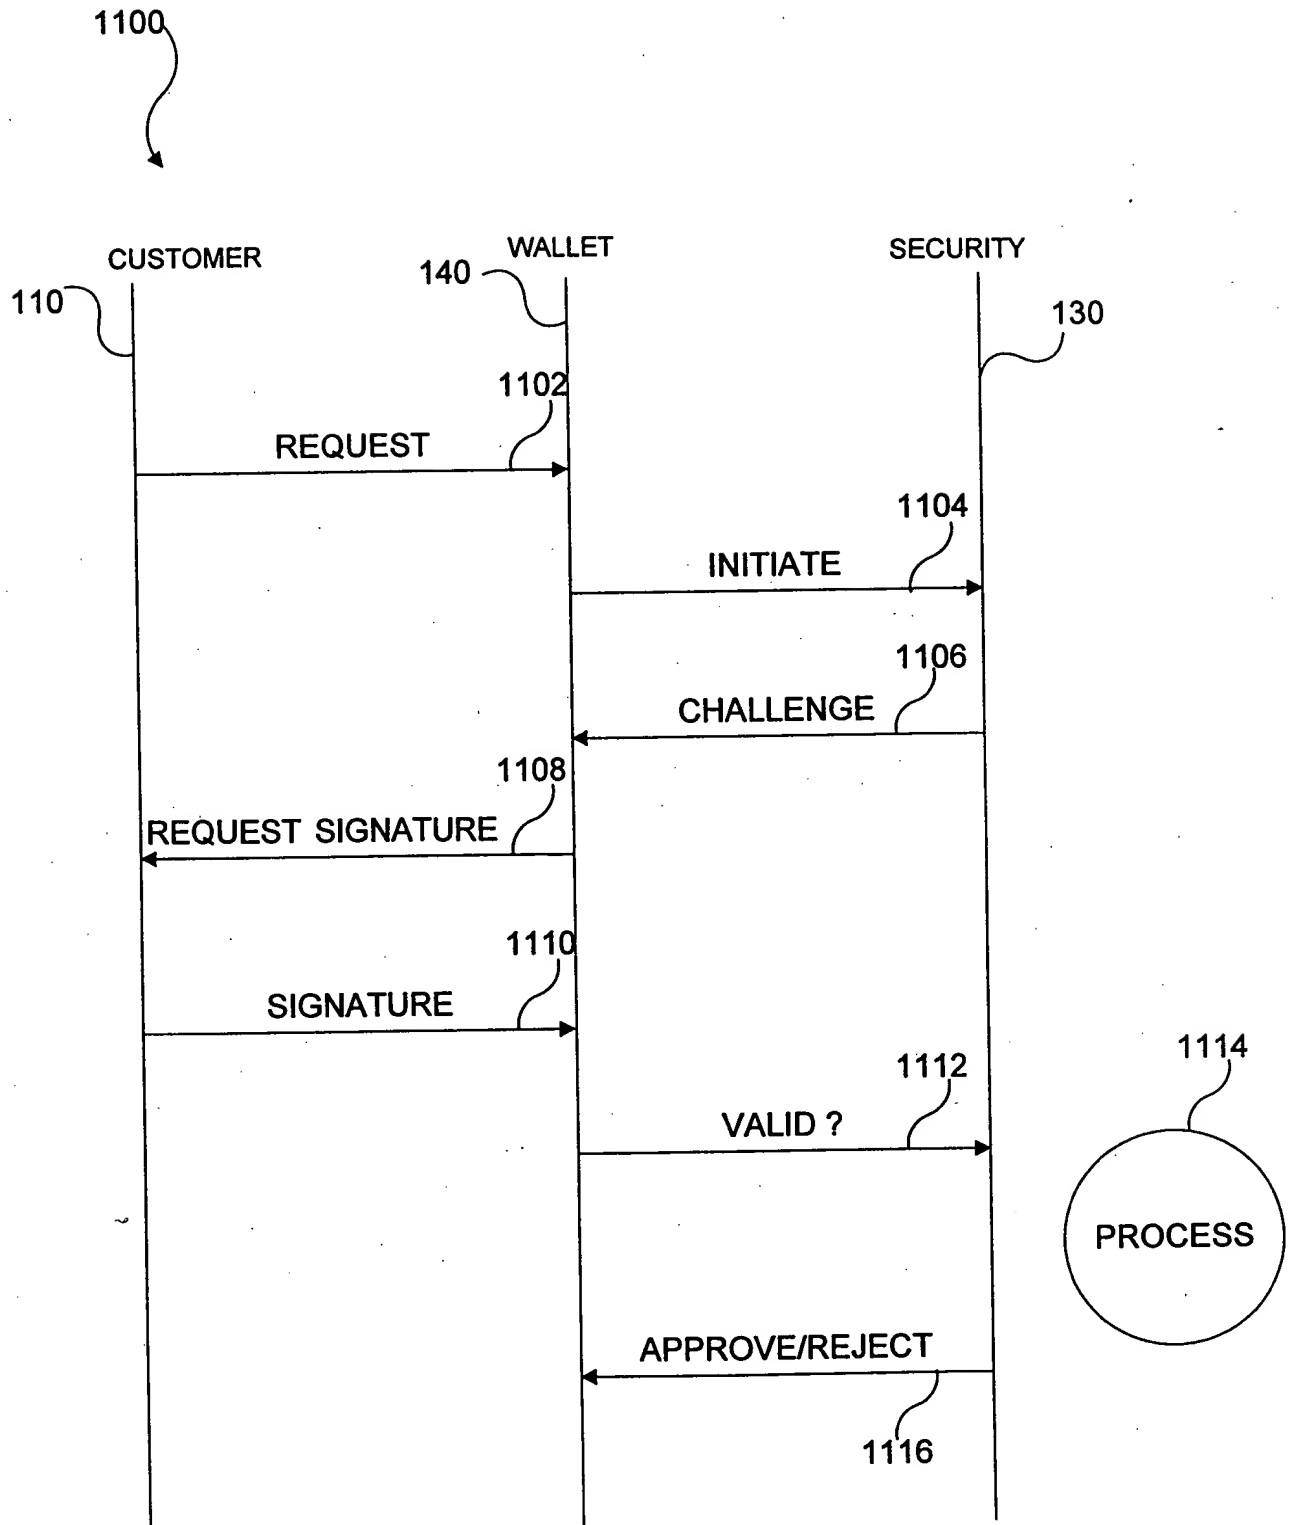 1100
CUSTOMER
WALLET
SECURITY
110
140
130
1102
REQUEST
1104
INITIATE
1106
CHALLENGE
1108
REQUEST SIGNATURE
1110
SIGNATURE
1112
VALID ?
1114
PROCESS
APPROVE/REJECT
1116